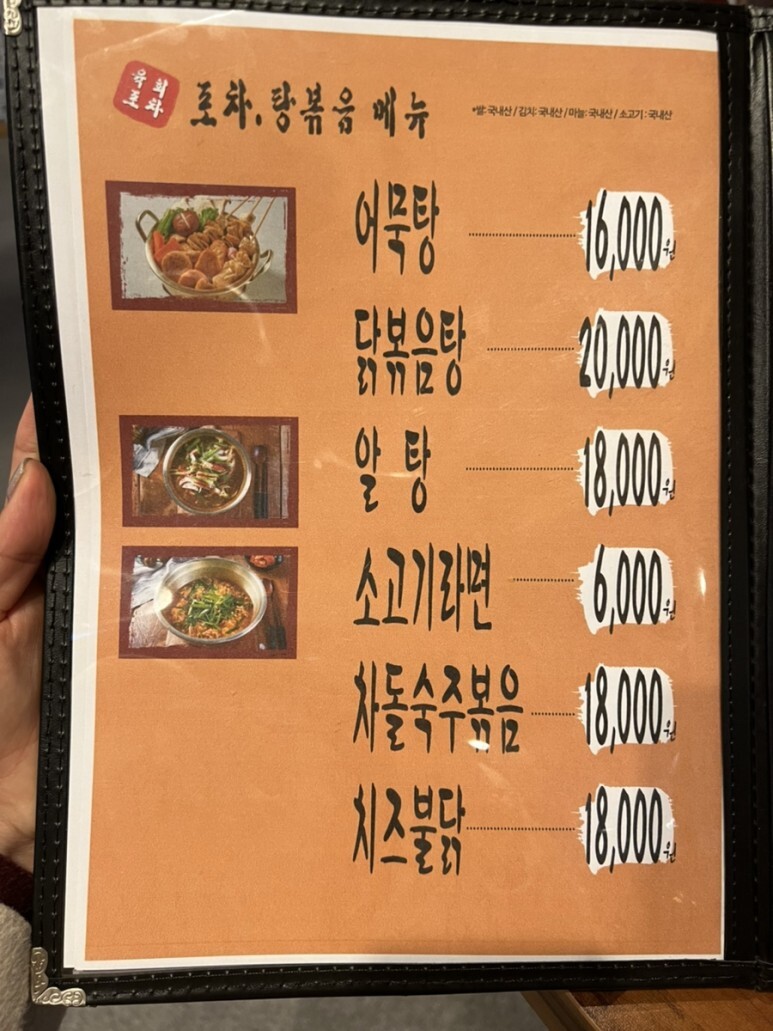 육회
포차
포차.탕볶음 메뉴
*쌀:국내산 / 김치:국내산 / 마늘:국내산 / 소고기:국내산
어묵탕 16,000원
닭볶음탕 20,000원
알 탕 18,000원
소고기라면 6,000원
차돌숙주볶음 18,000원
치즈불닭 18,000원